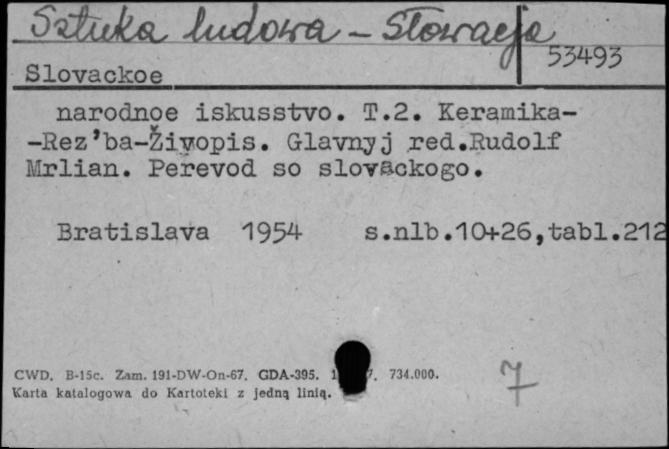 Sztuka ludowa - Słowacja
53493
Slovackoe
narodnoe iskusstvo. T.2. Keramika-
-Rez'ba-Živopis. Glavnyj red.Rudolf
Mrlian. Perevod so slovackogo.
Bratislava 1954 s.nlb.10+26,tabl.212
CWD. B-15c. Zam. 191-DW-On-67. GDA-395. 734.000.
Karta katalogowa do Kartoteki z jedną linią.
7